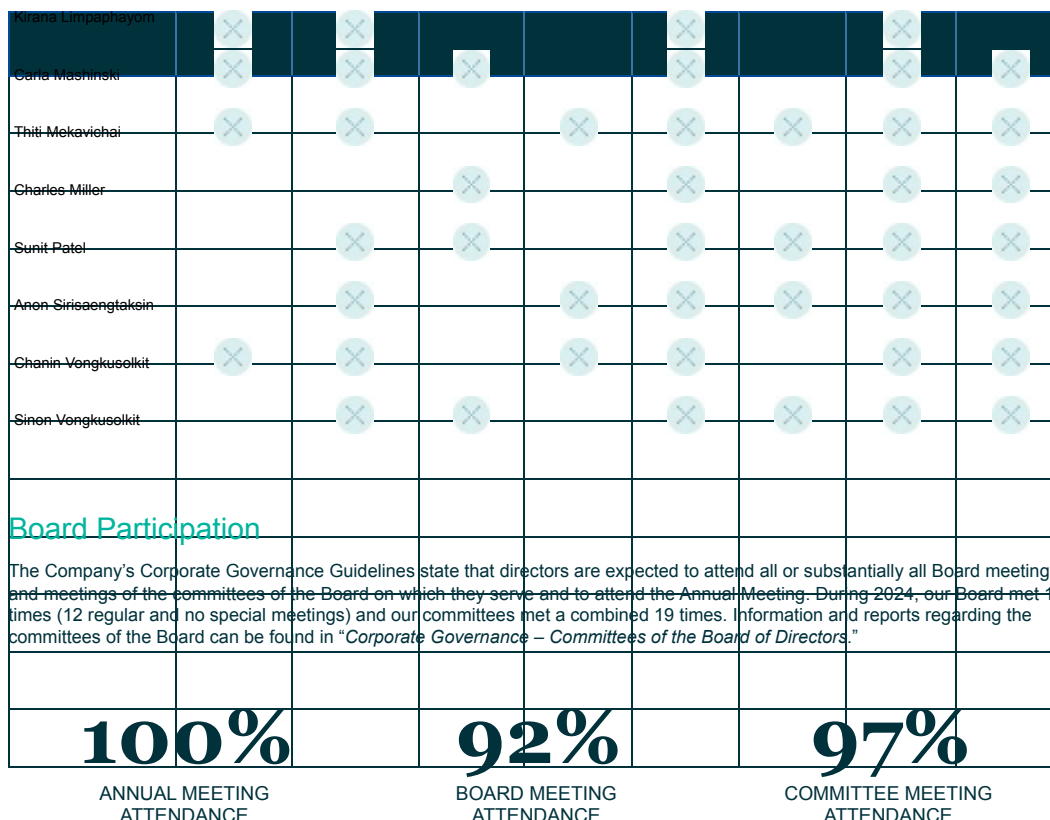 Kirana Limpaphayom
Carla Mashinski
Thiti Mekavichai
Charles Miller
Sunit Patel
Anon Sirisaengtaksin
Chanin Vongkusolkit
Sinon Vongkusolkit
Board Participation
The Company’s Corporate Governance Guidelines state that directors are expected to attend all or substantially all Board meeting
and meetings of the committees of the Board on which they serve and to attend the Annual Meeting. During 2024, our Board met 1
times (12 regular and no special meetings) and our committees met a combined 19 times. Information and reports regarding the
committees of the Board can be found in “Corporate Governance – Committees of the Board of Directors.”
100% 92% 97%
ANNUAL MEETING BOARD MEETING COMMITTEE MEETING
ATTENDANCE ATTENDANCE ATTENDANCE